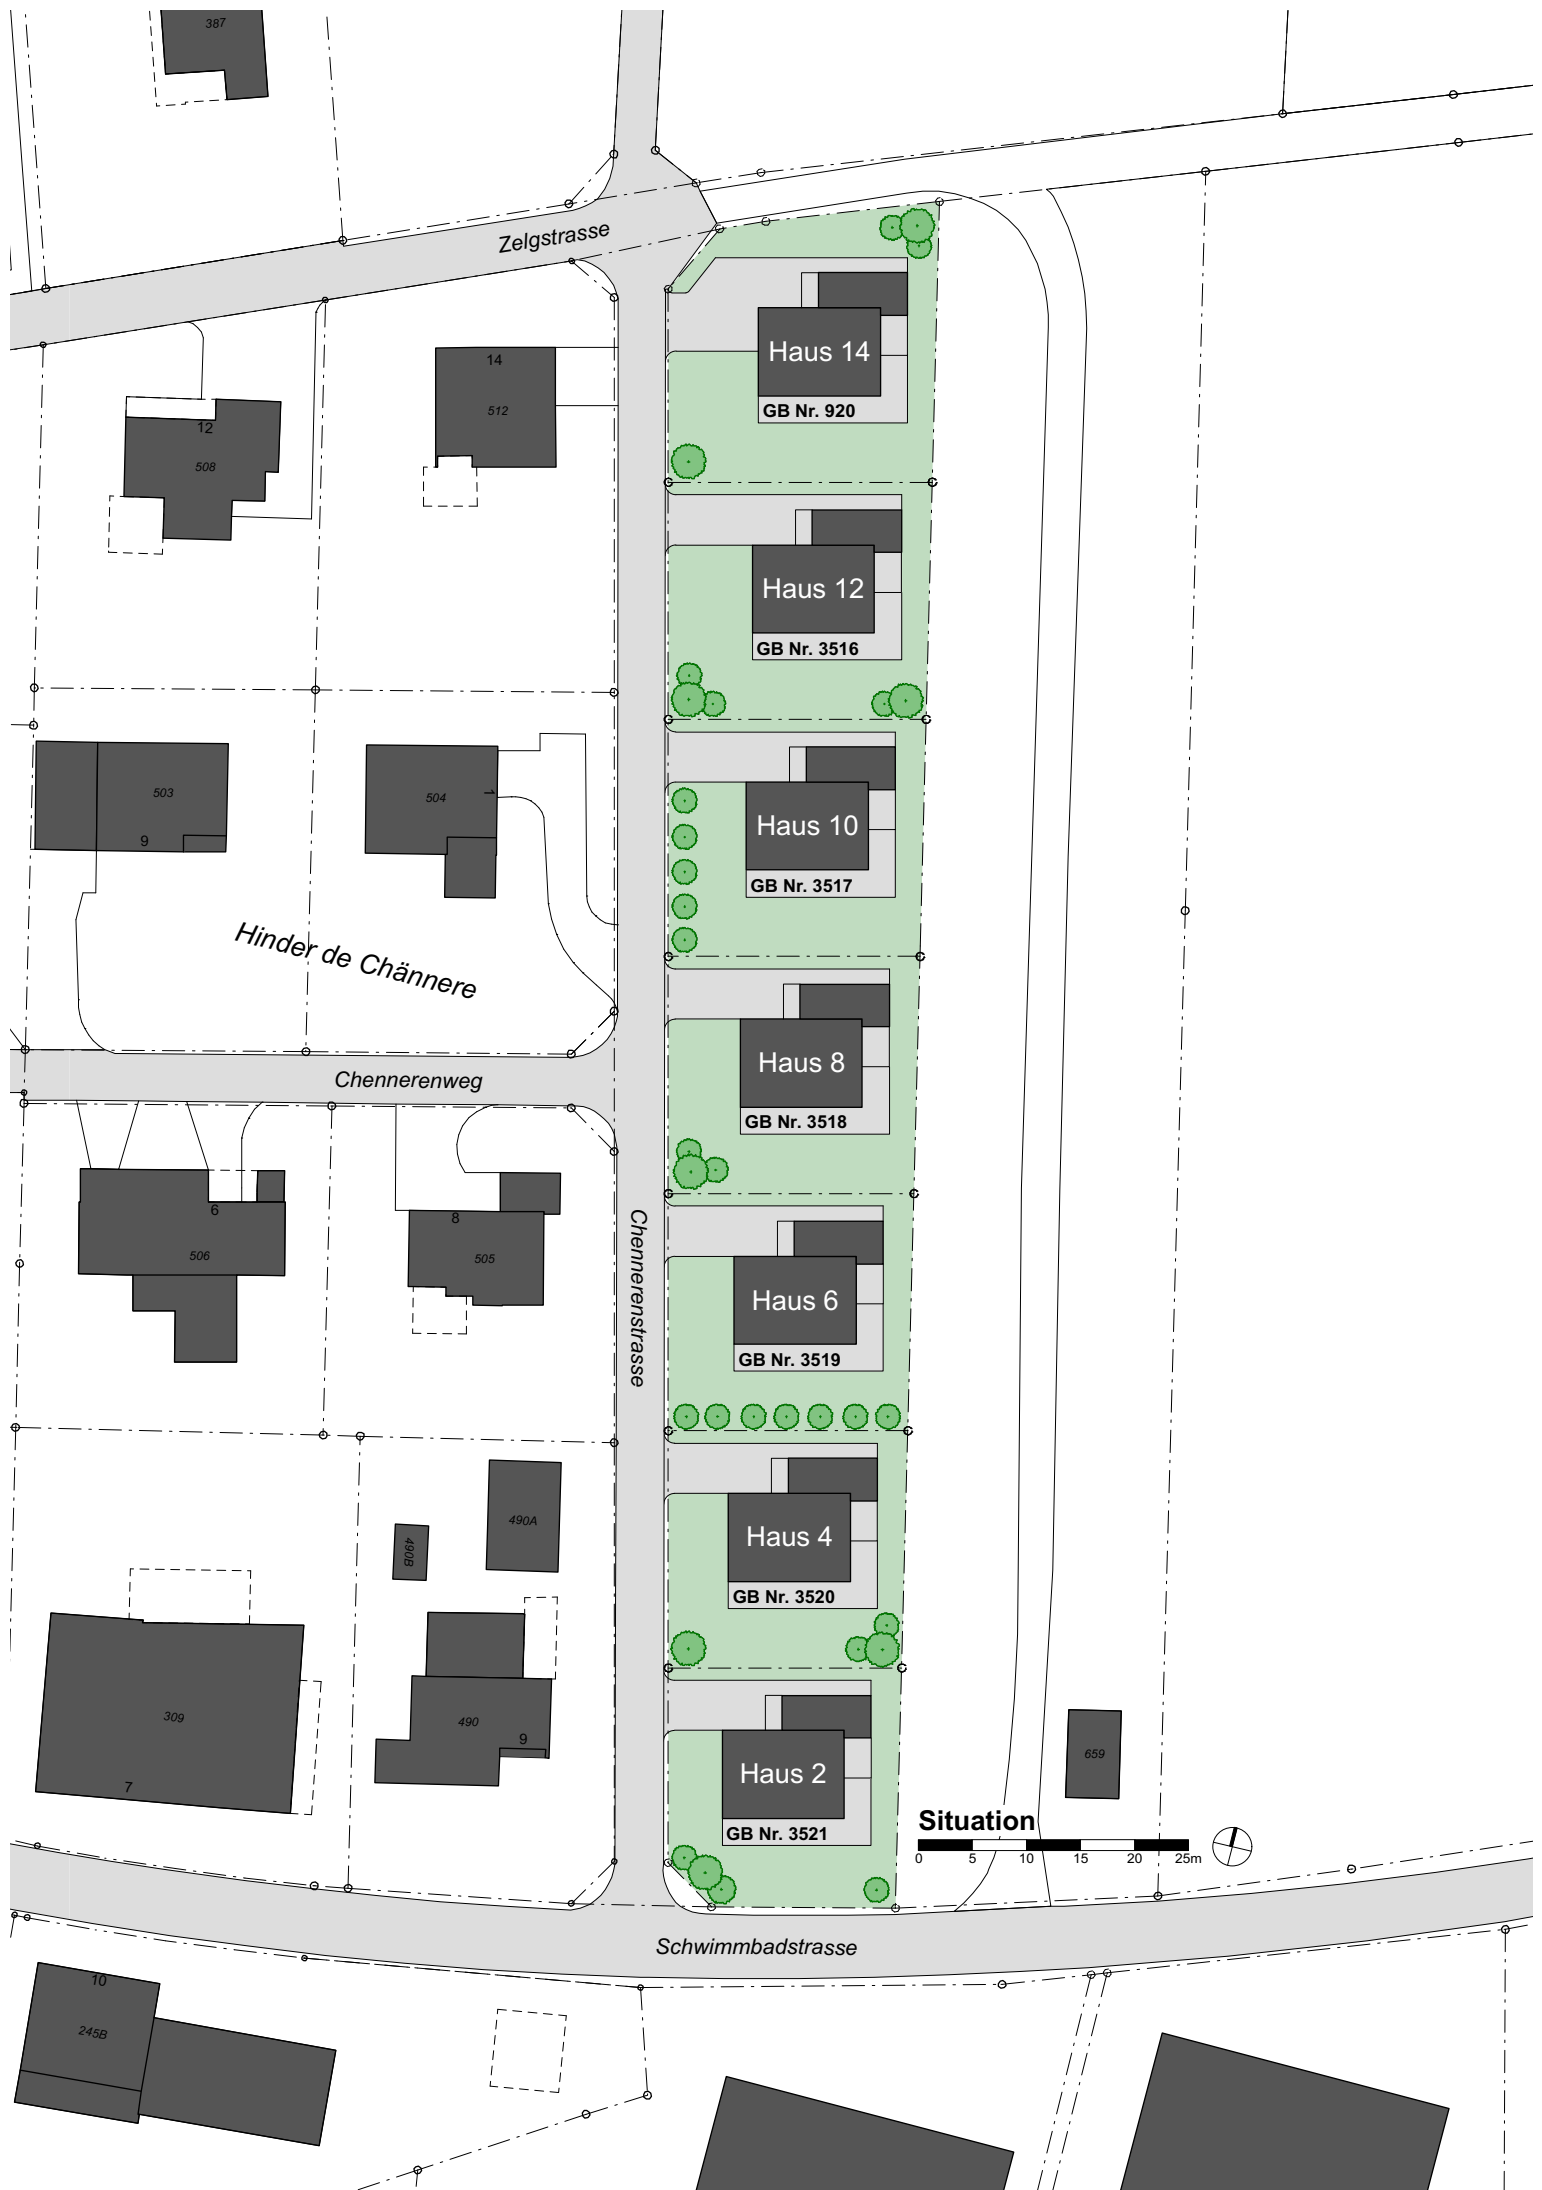 387
Zelgstrasse
14
512
12
508
Haus 14
GB Nr. 920
Haus 12
GB Nr. 3516
503
9
504
1
Haus 10
GB Nr. 3517
Hinder de Chännere
Chennerenweg
Haus 8
GB Nr. 3518
6
506
8
505
Chennerenstrasse
Haus 6
GB Nr. 3519
490A
490B
Haus 4
GB Nr. 3520
309
7
490
9
Haus 2
GB Nr. 3521
659
Situation
0 5 10 15 20 25m
Schwimmbadstrasse
10
245B